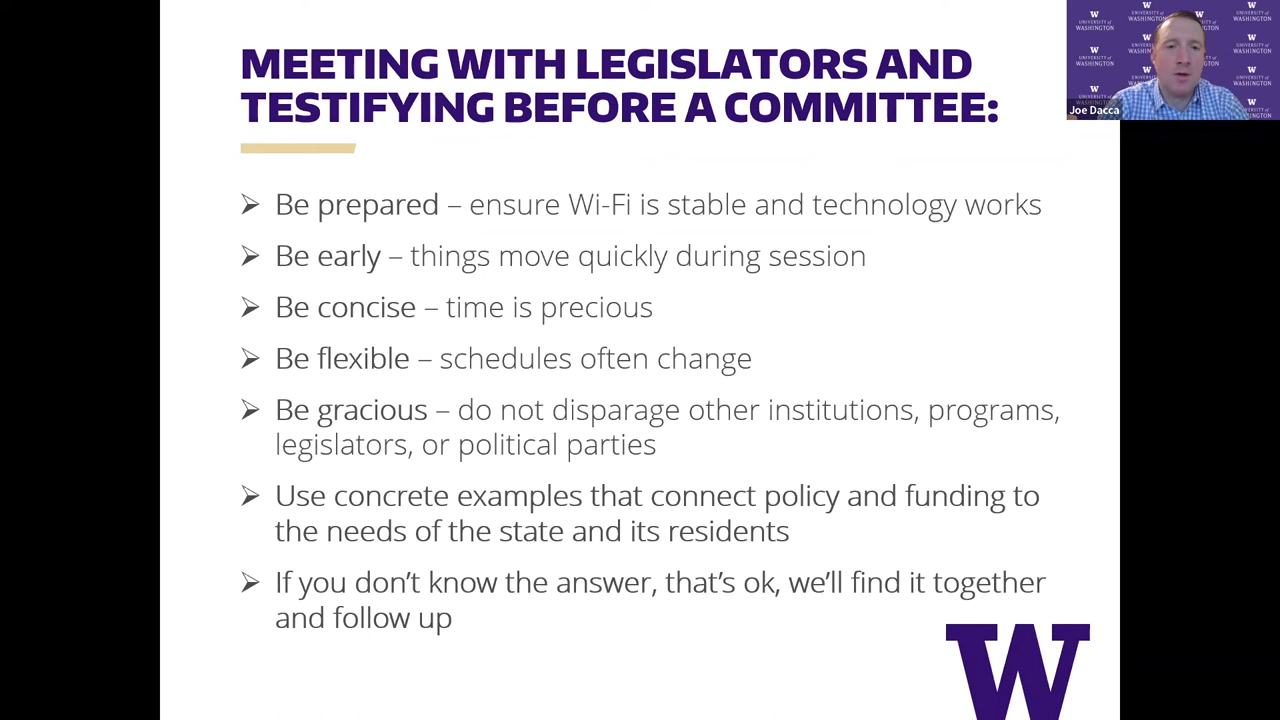 MEETING WITH LEGISLATORS AND
TESTIFYING BEFORE A COMMITTEE:
➢ Be prepared – ensure Wi-Fi is stable and technology works
➢ Be early – things move quickly during session
➢ Be concise – time is precious
➢ Be flexible – schedules often change
➢ Be gracious – do not disparage other institutions, programs,
legislators, or political parties
➢ Use concrete examples that connect policy and funding to
the needs of the state and its residents
➢ If you don’t know the answer, that’s ok, we’ll find it together
and follow up
W
W
UNIVERSITY of
WASHINGTON
Joe Dacca